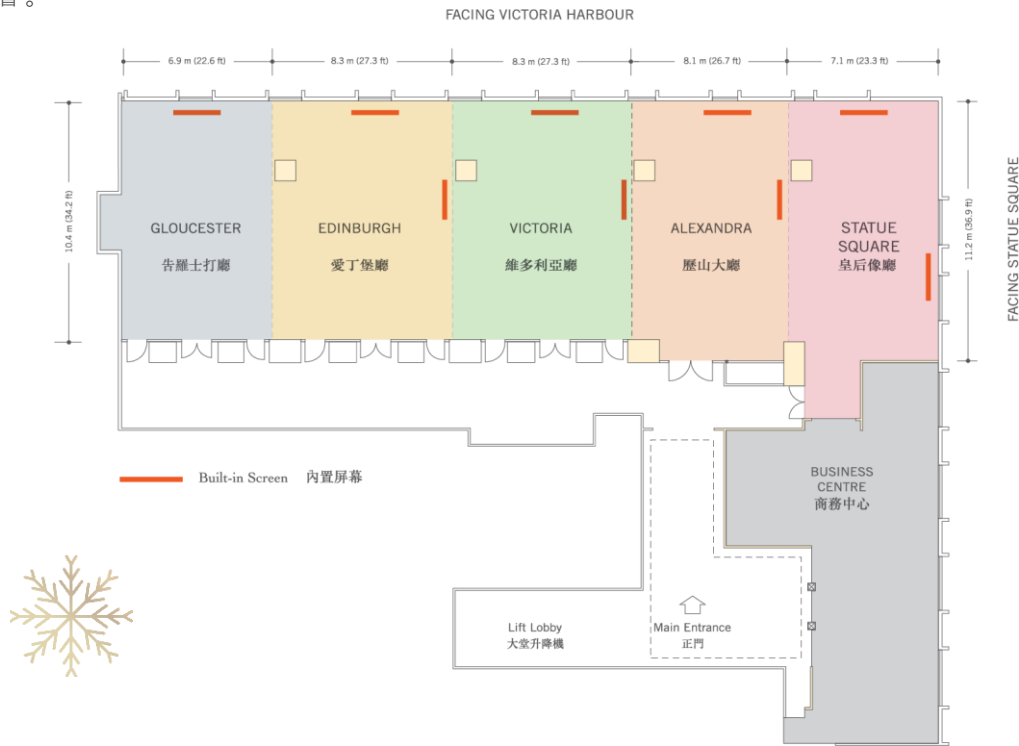 FACING VICTORIA HARBOUR
6.9 m (22.6 ft)
8.3 m (27.3 ft)
8.3 m (27.3 ft)
8.1 m (26.7 ft)
7.1 m (23.3 ft)
10.4 m (34.2 ft)
GLOUCESTER
告羅士打廳
EDINBURGH
愛丁堡廳
VICTORIA
維多利亞廳
ALEXANDRA
歷山大廳
STATUE
SQUARE
皇后像廳
11.2 m (36.9 ft)
FACING STATUE SQUARE
Built-in Screen 內置屏幕
BUSINESS
CENTRE
商務中心
Lift Lobby
大堂升降機
Main Entrance
正門